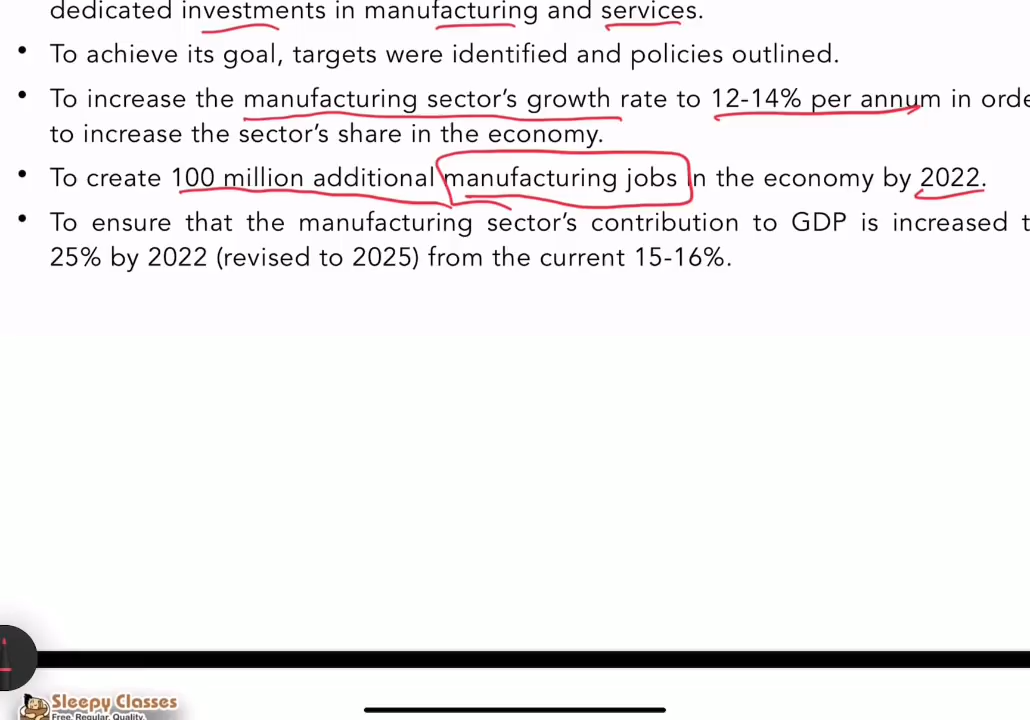 dedicated investments in manufacturing and services.
• To achieve its goal, targets were identified and policies outlined.
• To increase the manufacturing sector's growth rate to 12-14% per annum in orde
to increase the sector's share in the economy.
• To create 100 million additional manufacturing jobs in the economy by 2022.
• To ensure that the manufacturing sector's contribution to GDP is increased t
25% by 2022 (revised to 2025) from the current 15-16%.
Sleepy Classes
Free. Regular. Quality.